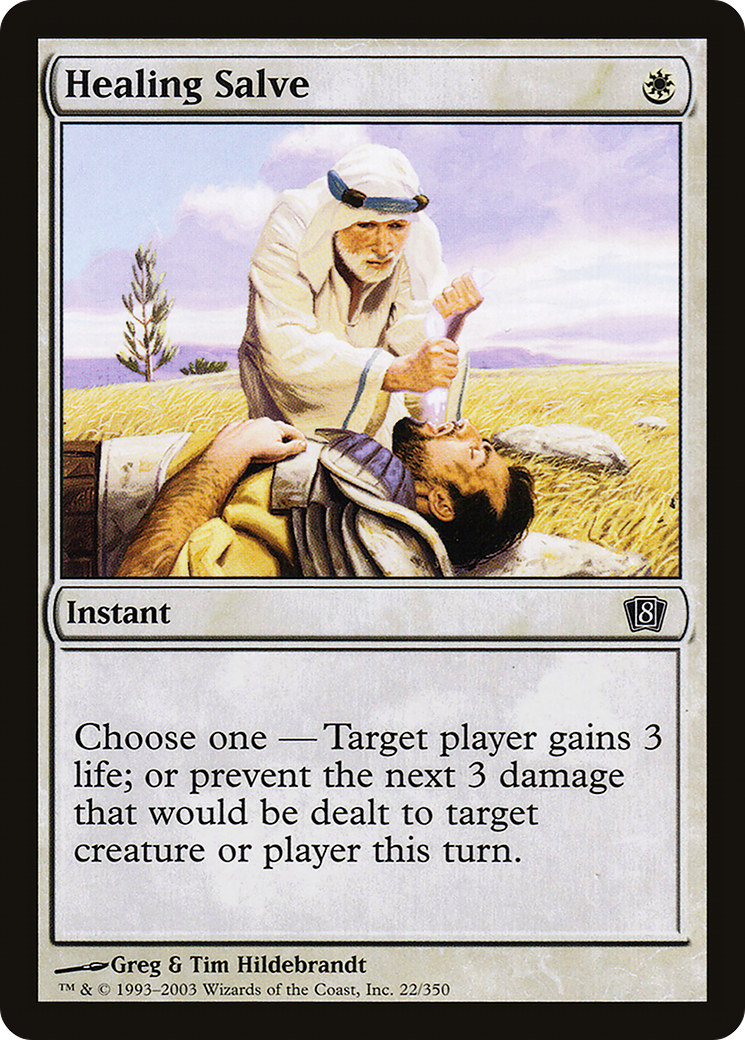 Healing Salve
Instant
8
Choose one — Target player gains 3
life; or prevent the next 3 damage
that would be dealt to target
creature or player this turn.
Greg & Tim Hildebrandt
™ & © 1993–2003 Wizards of the Coast, Inc. 22/350